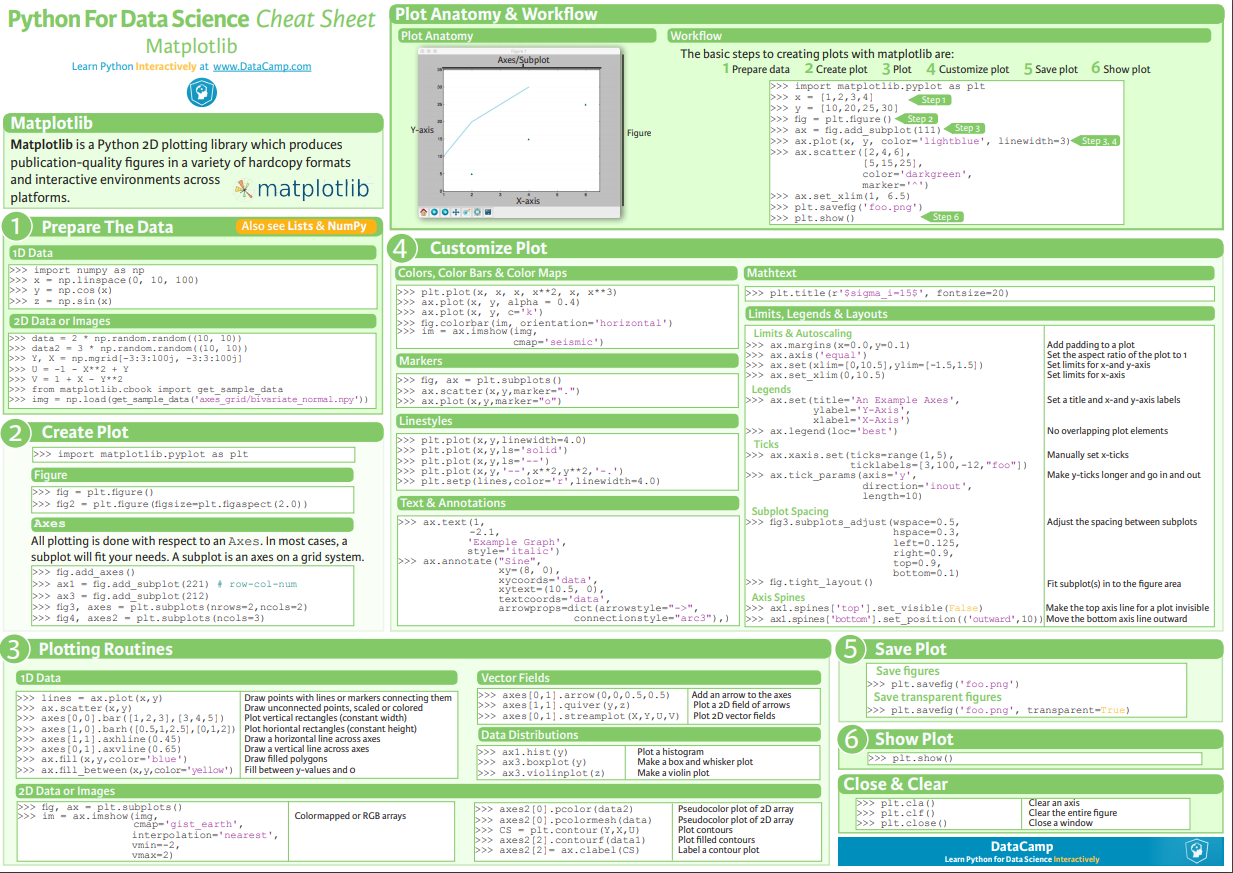 Python For Data Science Cheat Sheet
Matplotlib
Learn Python Interactively at www.DataCamp.com
Matplotlib
Matplotlib is a Python 2D plotting library which produces
publication-quality figures in a variety of hardcopy formats
and interactive environments across
platforms.
matplotlib
1 Prepare The Data
Also see Lists & NumPy
1D Data
>>> import numpy as np
>>> x = np.linspace(0, 10, 100)
>>> y = np.cos(x)
>>> z = np.sin(x)
2D Data or Images
>>> data = 2 * np.random.random((10, 10))
>>> data2 = 3 * np.random.random((10, 10))
>>> Y, X = np.mgrid[-3:3:100j, -3:3:100j]
>>> U = -1 - X**2 + Y
>>> V = 1 + X - Y**2
>>> from matplotlib.cbook import get_sample_data
>>> img = np.load(get_sample_data('axes_grid/bivariate_normal.npy'))
2 Create Plot
>>> import matplotlib.pyplot as plt
Figure
>>> fig = plt.figure()
>>> fig2 = plt.figure(figsize=plt.figaspect(2.0))
Axes
All plotting is done with respect to an Axes. In most cases, a
subplot will fit your needs. A subplot is an axes on a grid system.
>>> fig.add_axes()
>>> ax1 = fig.add_subplot(221) # row-col-num
>>> ax3 = fig.add_subplot(212)
>>> fig3, axes = plt.subplots(nrows=2,ncols=2)
>>> fig4, axes2 = plt.subplots(ncols=3)
Plot Anatomy & Workflow
Plot Anatomy
Figure 1
Axes/Subplot
Y-axis
X-axis
Figure
Workflow
The basic steps to creating plots with matplotlib are:
1 Prepare data 2 Create plot 3 Plot 4 Customize plot 5 Save plot 6 Show plot
>>> import matplotlib.pyplot as plt
>>> x = [1,2,3,4]
>>> y = [10,20,25,30] Step 1
>>> fig = plt.figure() Step 2
>>> ax = fig.add_subplot(111) Step 3
>>> ax.plot(x, y, color='lightblue', linewidth=3) Step 3, 4
>>> ax.scatter([2,4,6],
[5,15,25],
color='darkgreen',
marker='^')
>>> ax.set_xlim(1, 6.5)
>>> plt.savefig('foo.png')
>>> plt.show() Step 6
4 Customize Plot
Colors, Color Bars & Color Maps
>>> plt.plot(x, x, x, x**2, x, x**3)
>>> ax.plot(x, y, alpha = 0.4)
>>> ax.plot(x, y, c='k')
>>> fig.colorbar(im, orientation='horizontal')
>>> im = ax.imshow(img,
cmap='seismic')
Markers
>>> fig, ax = plt.subplots()
>>> ax.scatter(x,y,marker=".")
>>> ax.plot(x,y,marker="o")
Linestyles
>>> plt.plot(x,y,linewidth=4.0)
>>> plt.plot(x,y,ls='solid')
>>> plt.plot(x,y,ls='--')
>>> plt.plot(x,y,'--',x**2,y**2,'-.')
>>> plt.setp(lines,color='r',linewidth=4.0)
Text & Annotations
>>> ax.text(1,
-2.1,
'Example Graph',
style='italic')
>>> ax.annotate("Sine",
xy=(8, 0),
xycoords='data',
xytext=(10.5, 0),
textcoords='data',
arrowprops=dict(arrowstyle="->",
connectionstyle="arc3"),)
Mathtext
>>> plt.title(r'$sigma_i=15$', fontsize=20)
Limits, Legends & Layouts
Limits & Autoscaling
>>> ax.margins(x=0.0,y=0.1) Add padding to a plot
>>> ax.axis('equal') Set the aspect ratio of the plot to 1
>>> ax.set(xlim=[0,10.5],ylim=[-1.5,1.5]) Set limits for x-and y-axis
>>> ax.set_xlim(0,10.5) Set limits for x-axis
Legends
>>> ax.set(title='An Example Axes', Set a title and x-and y-axis labels
ylabel='Y-Axis',
xlabel='X-Axis')
>>> ax.legend(loc='best') No overlapping plot elements
Ticks
>>> ax.xaxis.set(ticks=range(1,5), Manually set x-ticks
ticklabels=[3,100,-12,"foo"])
>>> ax.tick_params(axis='y', Make y-ticks longer and go in and out
direction='inout',
length=10)
Subplot Spacing
>>> fig3.subplots_adjust(wspace=0.5, Adjust the spacing between subplots
hspace=0.3,
left=0.125,
right=0.9,
top=0.9,
bottom=0.1)
>>> fig.tight_layout() Fit subplot(s) in to the figure area
Axis Spines
>>> ax1.spines['top'].set_visible(False) Make the top axis line for a plot invisible
>>> ax1.spines['bottom'].set_position(('outward',10)) Move the bottom axis line outward
3 Plotting Routines
1D Data
>>> lines = ax.plot(x,y) Draw points with lines or markers connecting them
>>> ax.scatter(x,y) Draw unconnected points, scaled or colored
>>> axes[0,0].bar([1,2,3],[3,4,5]) Plot vertical rectangles (constant width)
>>> axes[1,0].barh([0.5,1,2.5],[0,1,2]) Plot horiontal rectangles (constant height)
>>> axes[1,1].axhline(0.45) Draw a horizontal line across axes
>>> axes[0,1].axvline(0.65) Draw a vertical line across axes
>>> ax.fill(x,y,color='blue') Draw filled polygons
>>> ax.fill_between(x,y,color='yellow') Fill between y-values and 0
2D Data or Images
>>> fig, ax = plt.subplots()
>>> im = ax.imshow(img, Colormapped or RGB arrays
cmap='gist_earth',
interpolation='nearest',
vmin=-2,
vmax=2)
Vector Fields
>>> axes[0,1].arrow(0,0,0.5,0.5) Add an arrow to the axes
>>> axes[1,1].quiver(y,z) Plot a 2D field of arrows
>>> axes[0,1].streamplot(X,Y,U,V) Plot 2D vector fields
Data Distributions
>>> ax1.hist(y) Plot a histogram
>>> ax3.boxplot(y) Make a box and whisker plot
>>> ax3.violinplot(z) Make a violin plot
>>> axes2[0].pcolor(data2) Pseudocolor plot of 2D array
>>> axes2[0].pcolormesh(data) Pseudocolor plot of 2D array
>>> CS = plt.contour(Y,X,U) Plot contours
>>> axes2[2].contourf(data1) Plot filled contours
>>> axes2[2]= ax.clabel(CS) Label a contour plot
5 Save Plot
Save figures
>>> plt.savefig('foo.png')
Save transparent figures
>>> plt.savefig('foo.png', transparent=True)
6 Show Plot
>>> plt.show()
Close & Clear
>>> plt.cla() Clear an axis
>>> plt.clf() Clear the entire figure
>>> plt.close() Close a window
DataCamp
Learn Python for Data Science Interactively